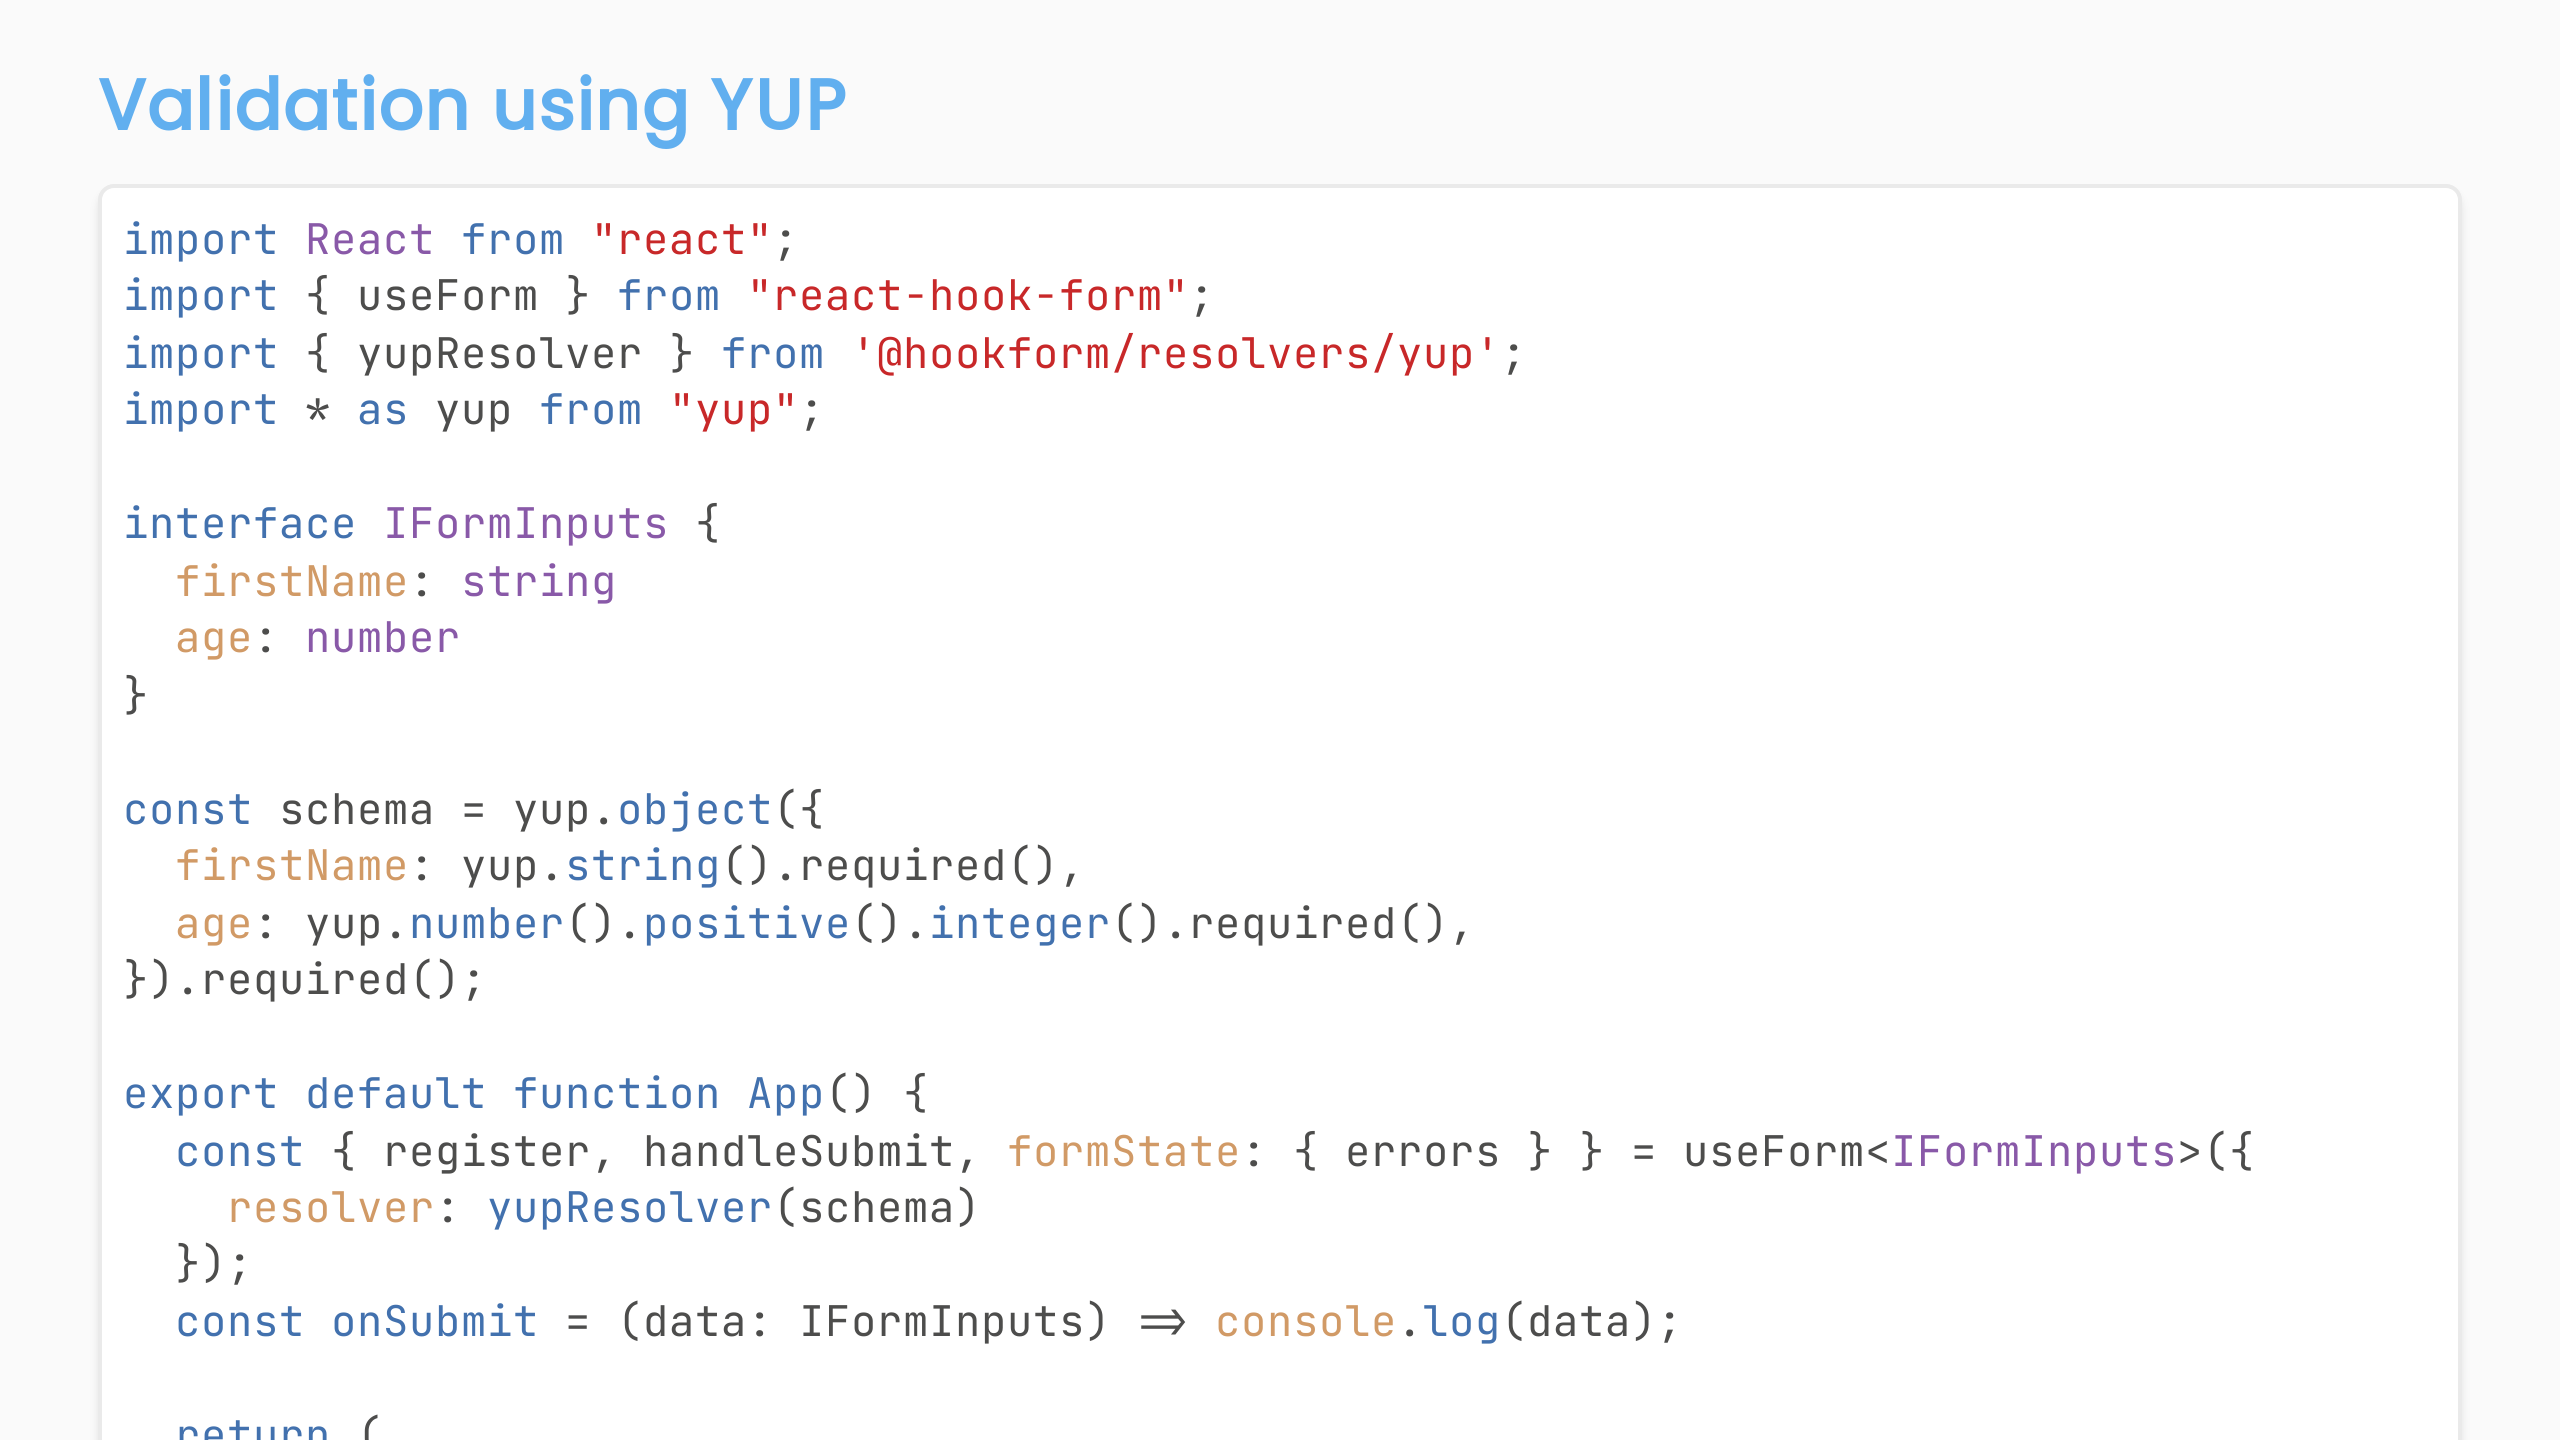 Validation using YUP
import React from "react";
import { useForm } from "react-hook-form";
import { yupResolver } from '@hookform/resolvers/yup';
import * as yup from "yup";
interface IFormInputs {
  firstName: string
  age: number
}
const schema = yup.object({
  firstName: yup.string().required(),
  age: yup.number().positive().integer().required(),
}).required();
export default function App() {
  const { register, handleSubmit, formState: { errors } } = useForm<IFormInputs>({
    resolver: yupResolver(schema)
  });
  const onSubmit = (data: IFormInputs) => console.log(data);
  return (